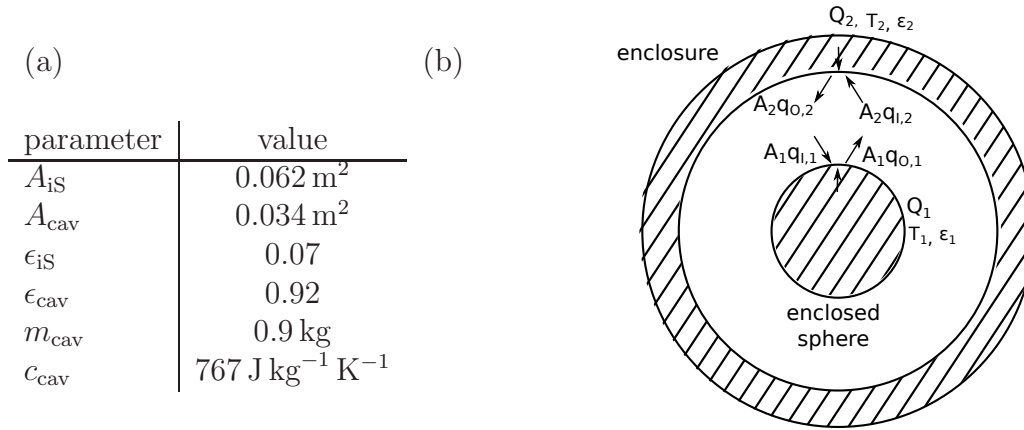 (a)
parameter value
A_iS 0.062 m²
A_cav 0.034 m²
ϵ_iS 0.07
ϵ_cav 0.92
m_cav 0.9 kg
c_cav 767 J kg⁻¹ K⁻¹
(b)
Q₂, T₂, ε₂
enclosure
A₂q_O,2
A₂q_I,2
A₁q_I,1
A₁q_O,1
Q₁
T₁, ε₁
enclosed
sphere